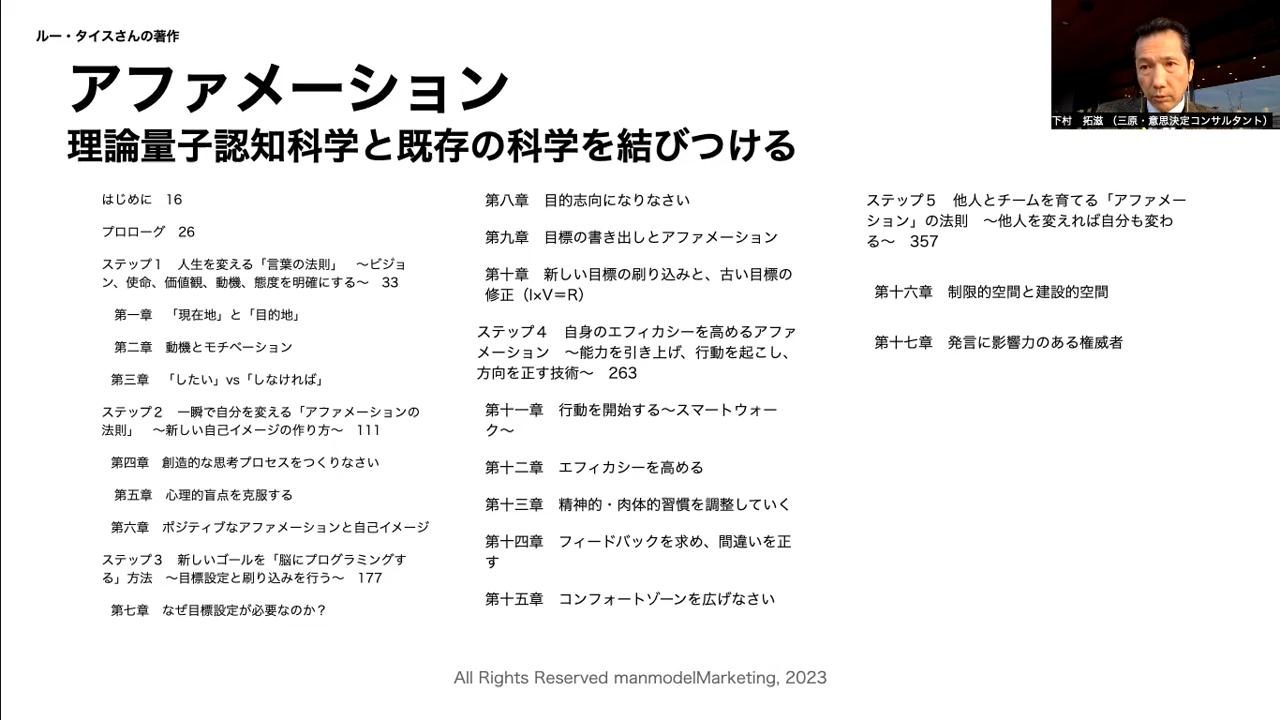 ルー・タイスさんの著作
アファメーション
理論量子認知科学と既存の科学を結びつける
下村 拓滋 (三原・意思決定コンサルタント)
はじめに 16
プロローグ 26
ステップ1 人生を変える「言葉の法則」 〜ビジョ
ン、使命、価値観、動機、態度を明確にする〜 33
第一章 「現在地」と「目的地」
第二章 動機とモチベーション
第三章 「したい」vs「しなければ」
ステップ2 一瞬で自分を変える「アファメーションの
法則」 〜新しい自己イメージの作り方〜 111
第四章 創造的な思考プロセスをつくりなさい
第五章 心理的盲点を克服する
第六章 ポジティブなアファメーションと自己イメージ
ステップ3 新しいゴールを「脳にプログラミングす
る」方法 〜目標設定と刷り込みを行う〜 177
第七章 なぜ目標設定が必要なのか？
第八章 目的志向になりなさい
第九章 目標の書き出しとアファメーション
第十章 新しい目標の刷り込みと、古い目標の
修正（I×V＝R）
ステップ4 自身のエフィカシーを高めるアファ
メーション 〜能力を引き上げ、行動を起こし、
方向を正す技術〜 263
第十一章 行動を開始する〜スマートウォー
ク〜
第十二章 エフィカシーを高める
第十三章 精神的・肉体的習慣を調整していく
第十四章 フィードバックを求め、間違いを正
す
第十五章 コンフォートゾーンを広げなさい
ステップ5 他人とチームを育てる「アファメー
ション」の法則 〜他人を変えれば自分も変わ
る〜 357
第十六章 制限的空間と建設的空間
第十七章 発言に影響力のある権威者
All Rights Reserved manmodelMarketing, 2023